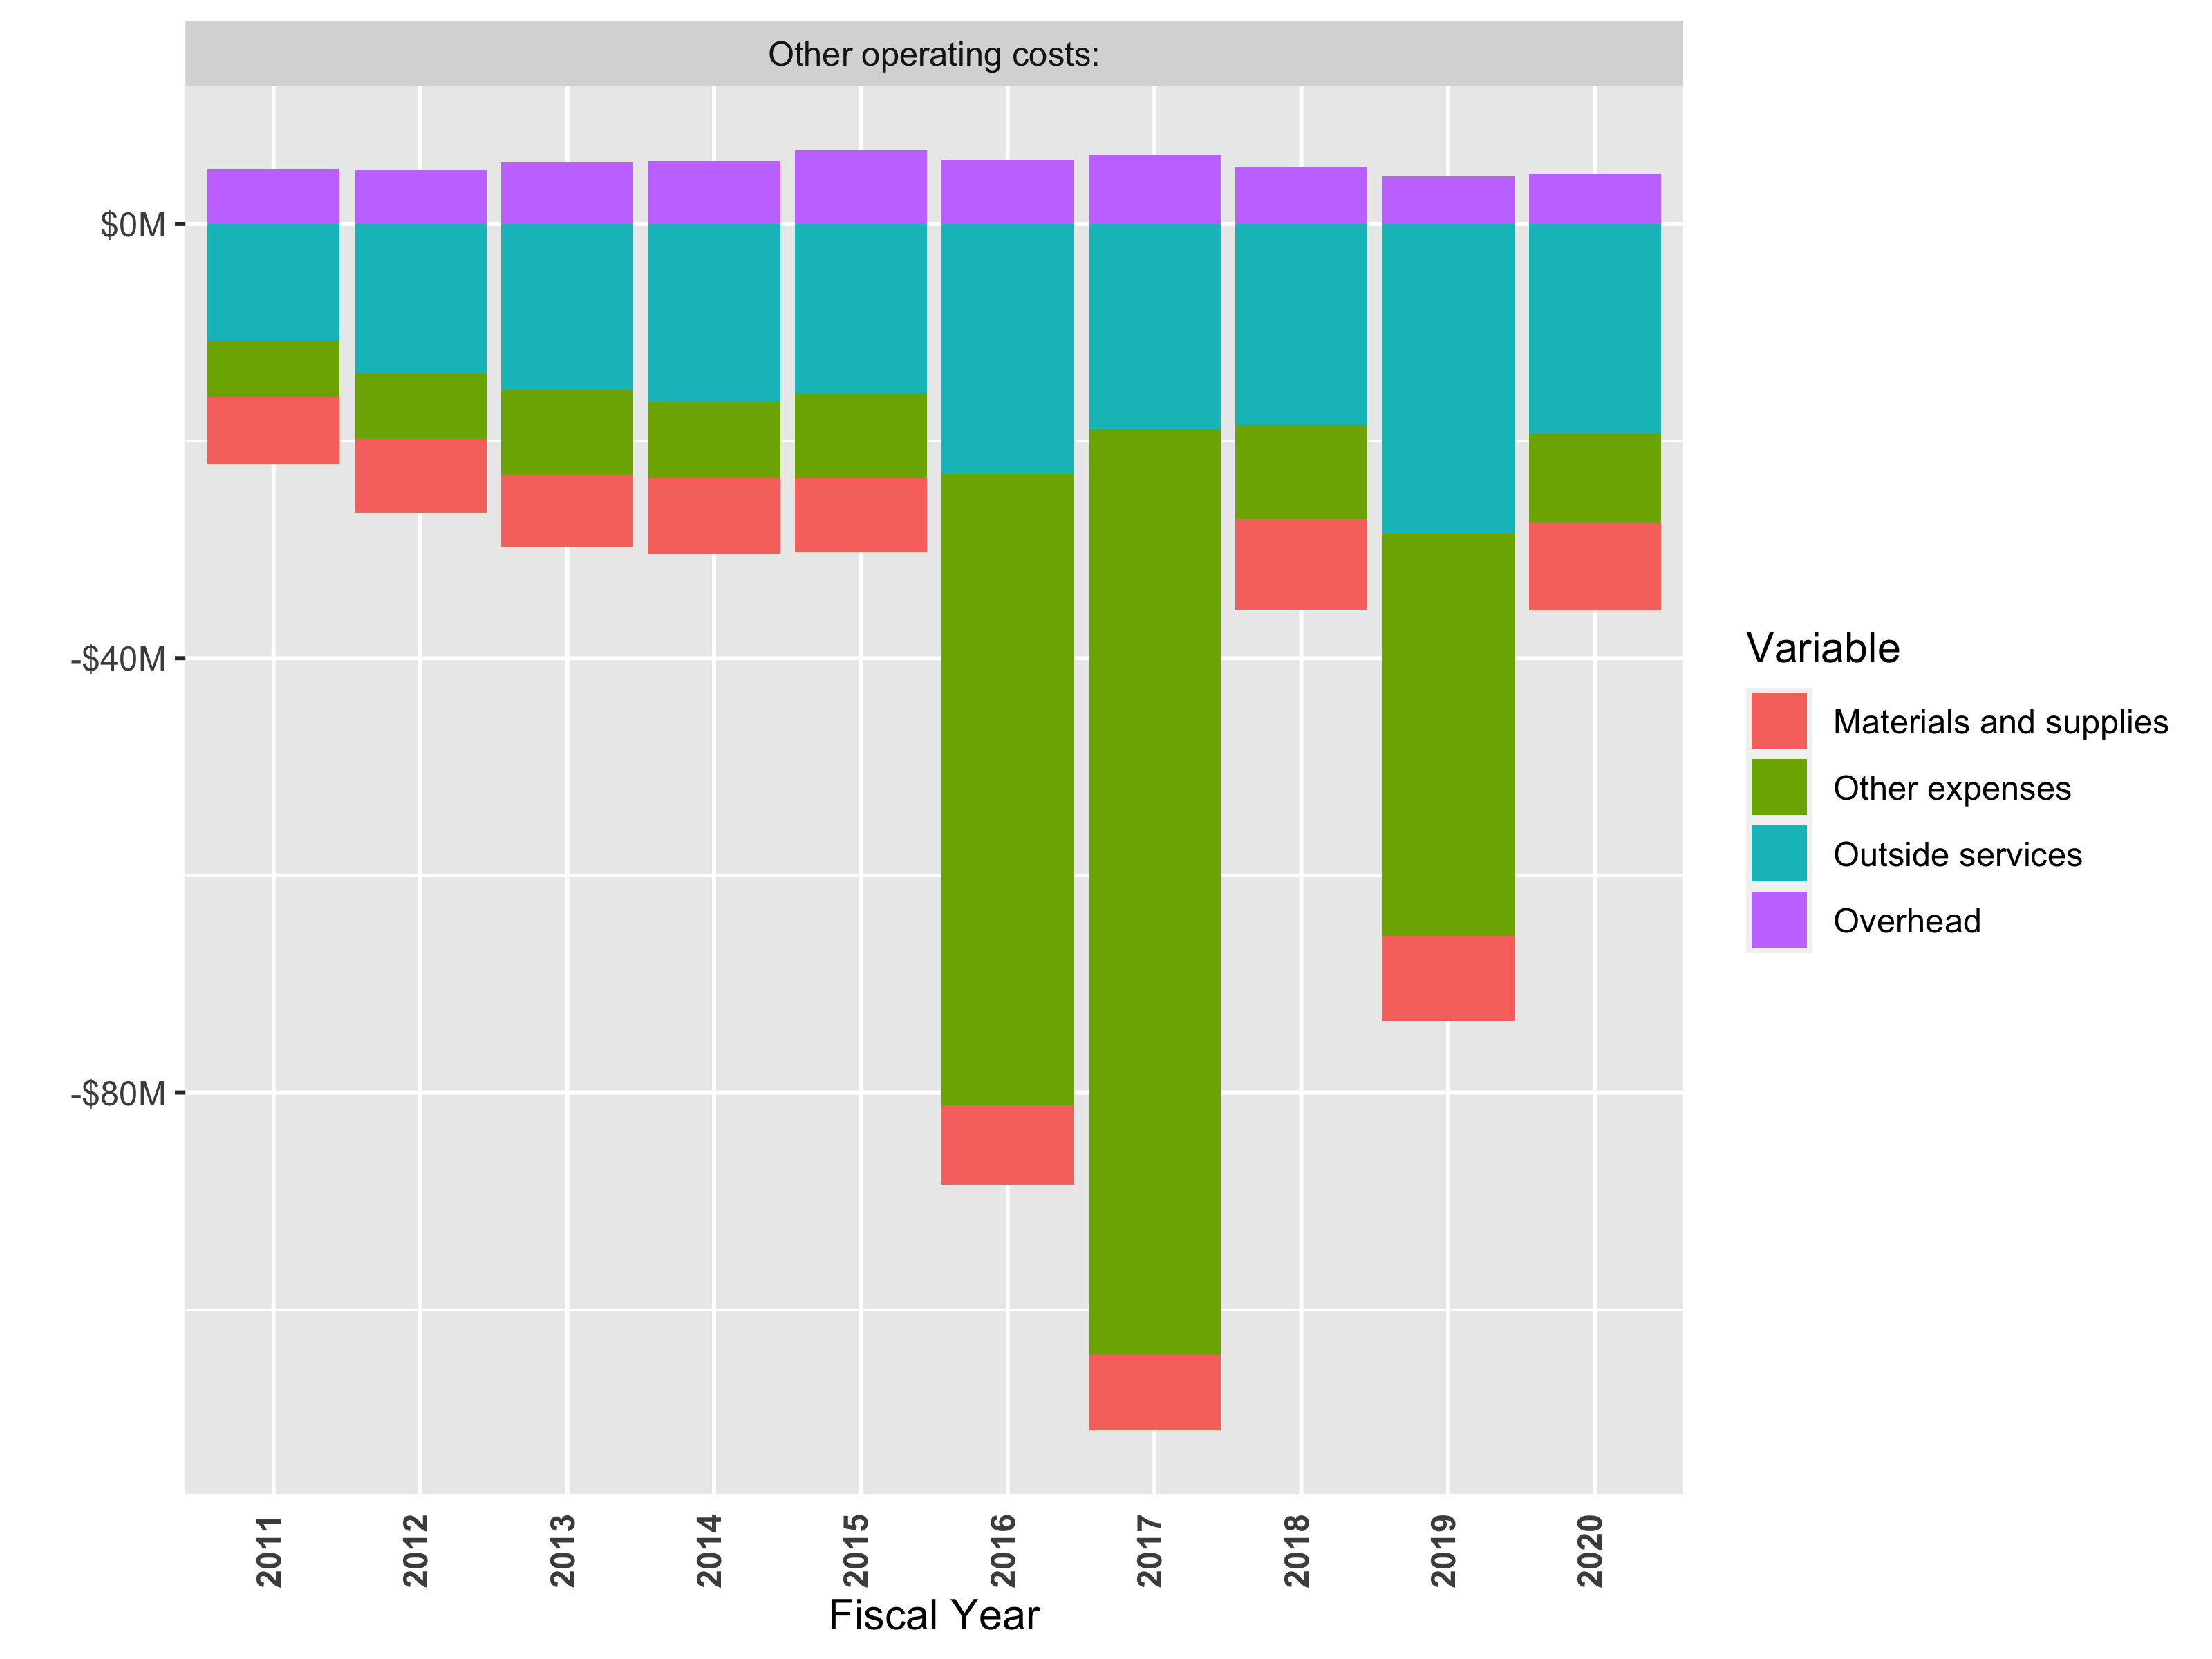 Other operating costs:
$0M
-$40M
-$80M
2011
2012
2013
2014
2015
2016
2017
2018
2019
2020
Fiscal Year
Variable
Materials and supplies
Other expenses
Outside services
Overhead